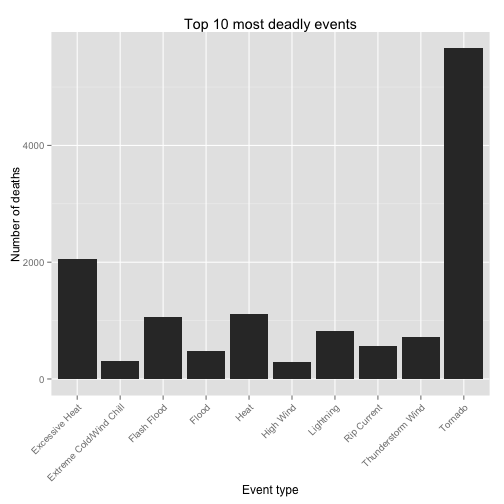 Top 10 most deadly events
Number of deaths
4000
2000
0
Excessive Heat
Extreme Cold/Wind Chill
Flash Flood
Flood
Heat
High Wind
Lightning
Rip Current
Thunderstorm Wind
Tornado
Event type